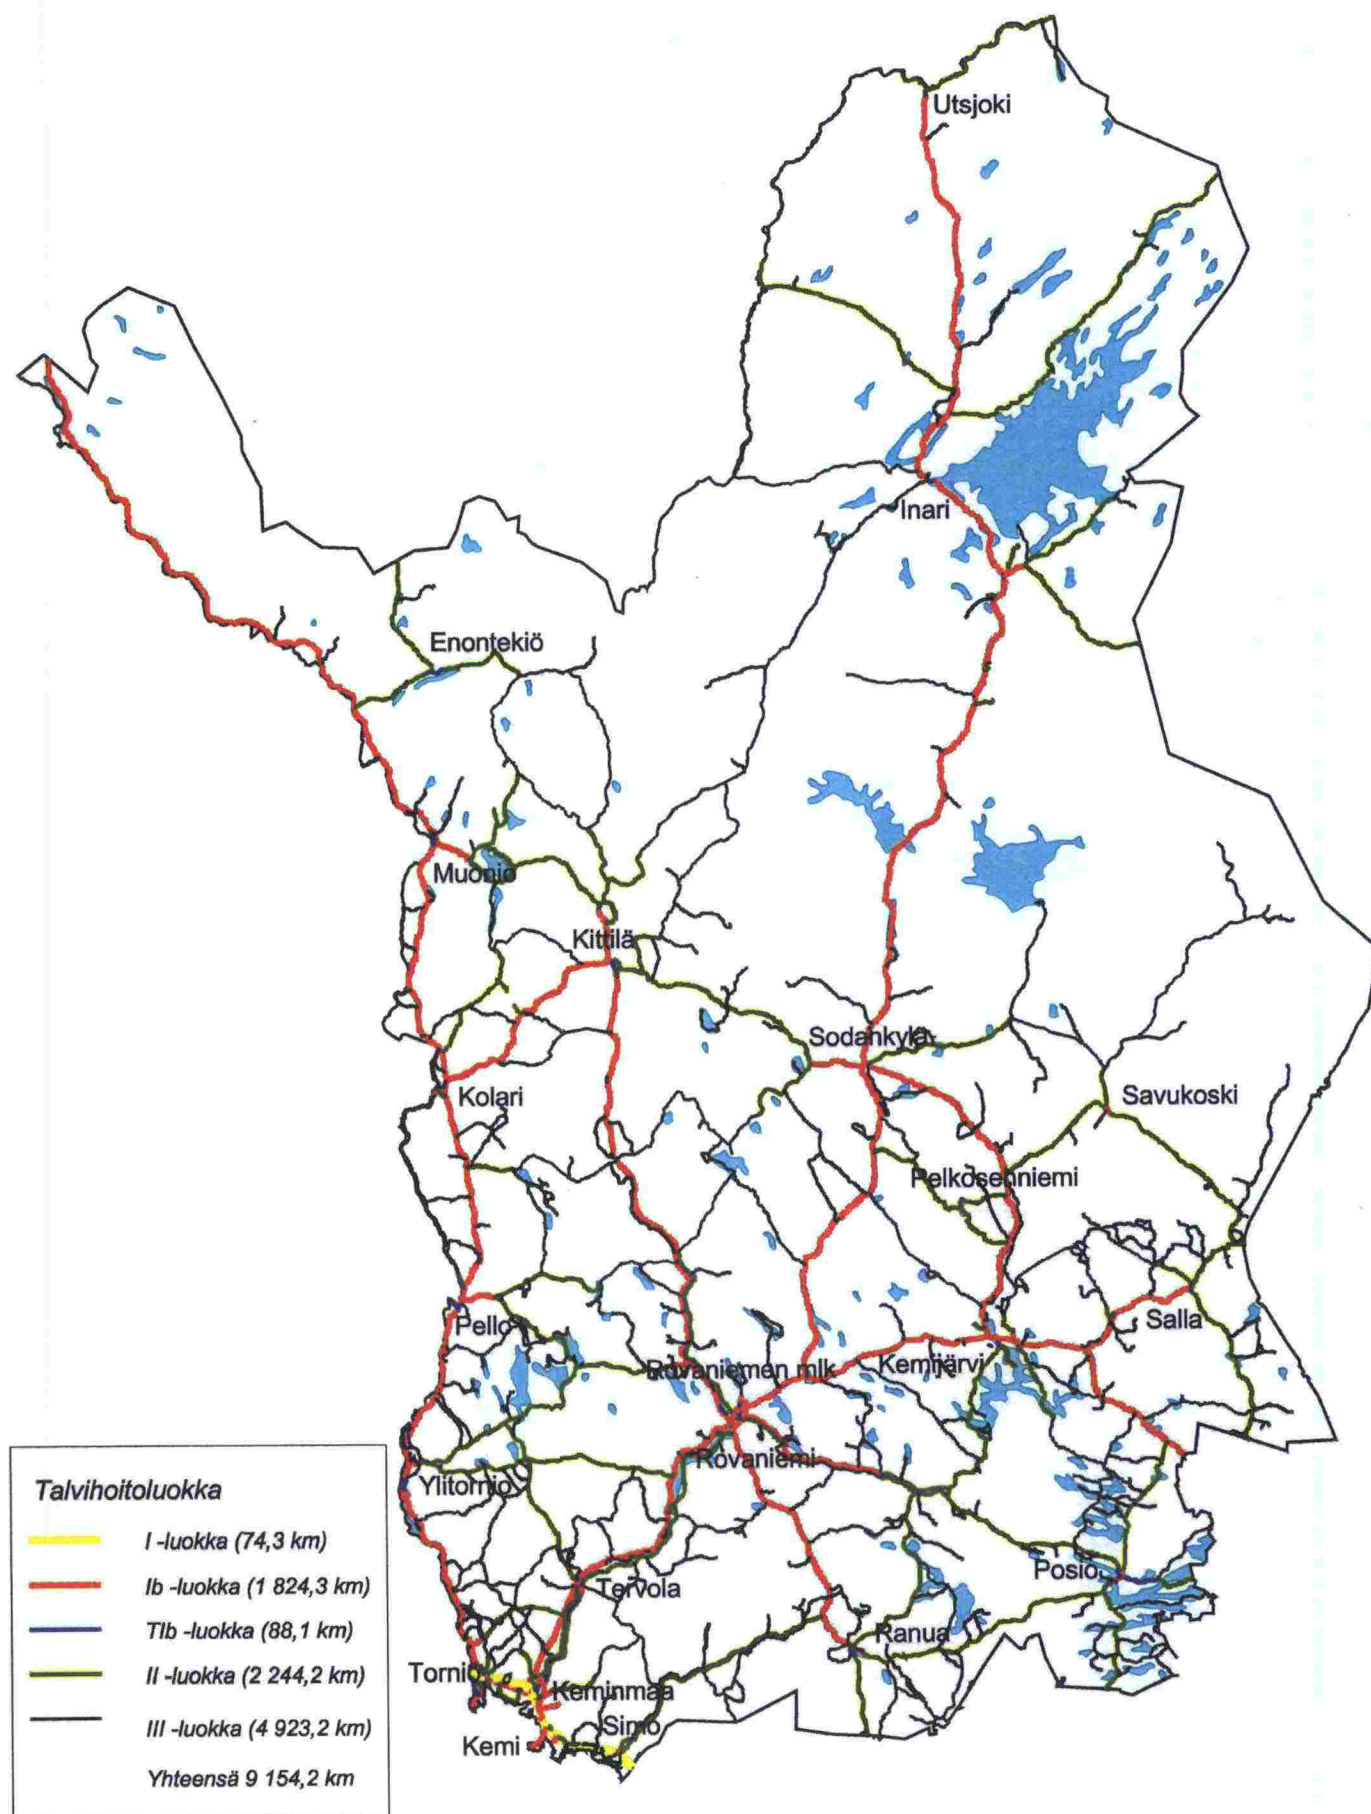 Utsjoki
Inari
Enontekiö
Muonio
Kittilä
Sodankylä
Kolari
Savukoski
Pelkosenniemi
Pello
Salla
Rovaniemen mlk
Kemijärvi
Rovaniemi
Ylitornio
Posio
Tervola
Ranua
Tornio
Keminmaa
Simo
Kemi
Talvihoitoluokka
I -luokka (74,3 km)
Ib -luokka (1 824,3 km)
TIb -luokka (88,1 km)
II -luokka (2 244,2 km)
III -luokka (4 923,2 km)
Yhteensä 9 154,2 km